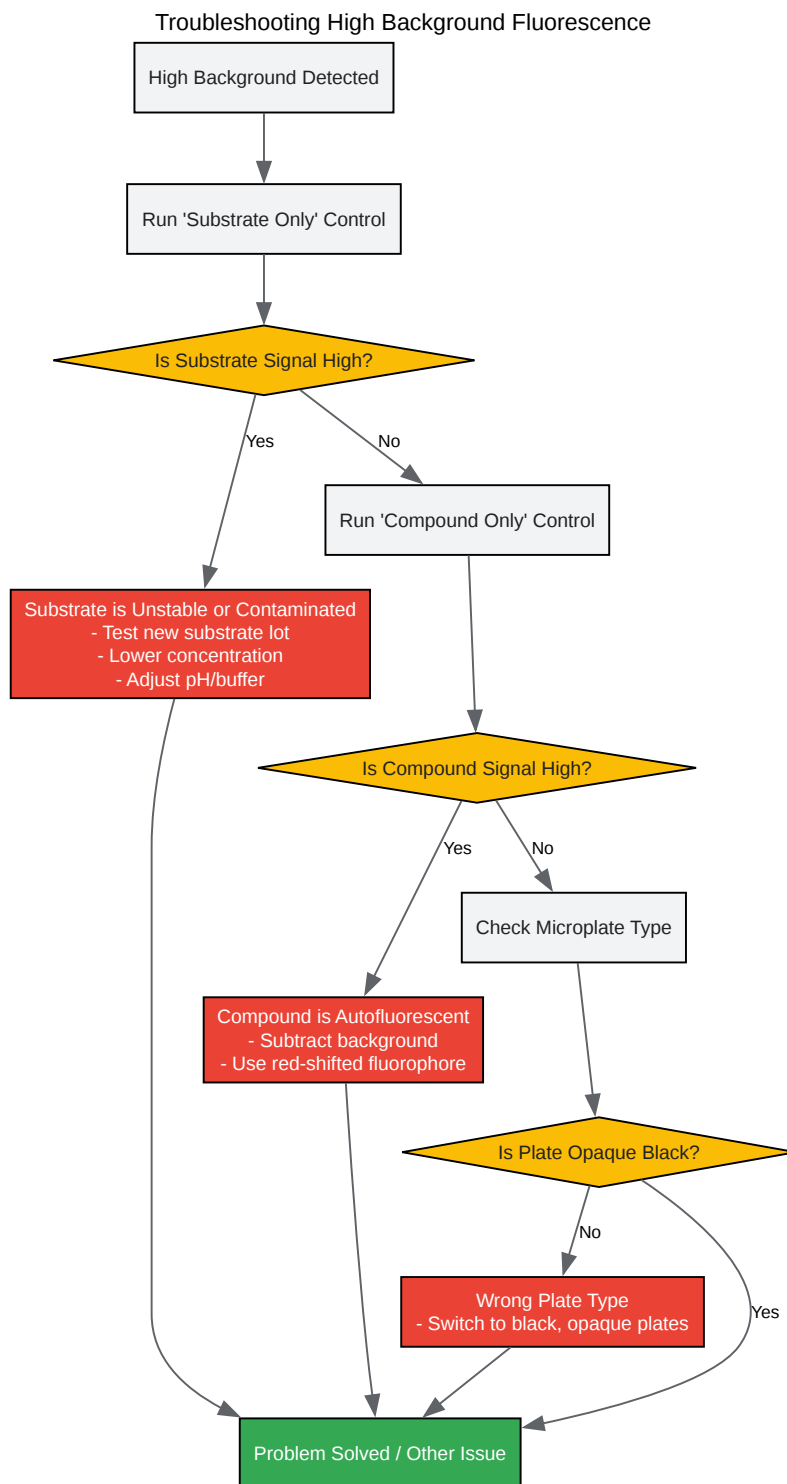 Troubleshooting High Background Fluorescence
High Background Detected
Run 'Substrate Only' Control
Is Substrate Signal High?
Yes
No
Run 'Compound Only' Control
Substrate is Unstable or Contaminated
- Test new substrate lot
- Lower concentration
- Adjust pH/buffer
Is Compound Signal High?
Yes
No
Check Microplate Type
Compound is Autofluorescent
- Subtract background
- Use red-shifted fluorophore
Is Plate Opaque Black?
No
Yes
Wrong Plate Type
- Switch to black, opaque plates
Problem Solved / Other Issue